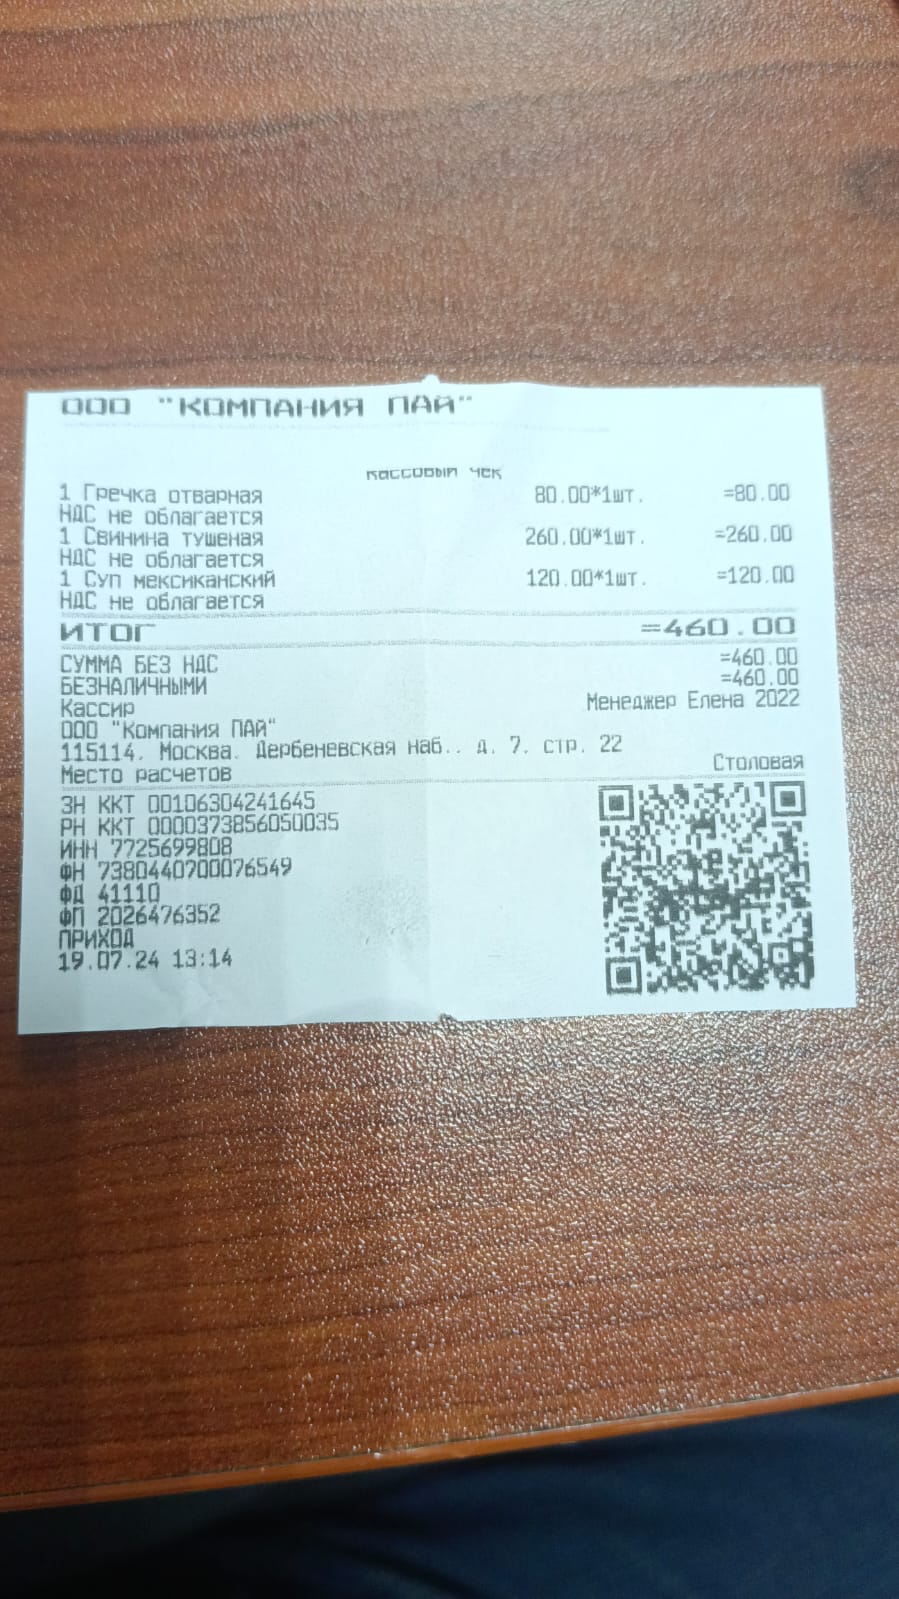 ООО "КОМПАНИЯ ПАЙ"
КАССОВЫЙ ЧЕК
1 Гречка отварная 80.00*1шт. =80.00
НДС не облагается
1 Свинина тушеная 260.00*1шт. =260.00
НДС не облагается
1 Суп мексиканский 120.00*1шт. =120.00
НДС не облагается
ИТОГ =460.00
СУММА БЕЗ НДС =460.00
БЕЗНАЛИЧНЫМИ =460.00
Кассир Менеджер Елена 2022
ООО "Компания ПАЙ"
115114, Москва, Дербеневская наб., д. 7, стр. 22
Место расчетов Столовая
ЗН ККТ 00106304241645
РН ККТ 0000373856050035
ИНН 7725699808
ФН 7380440700076549
ФД 41110
ФП 2026476352
ПРИХОД
19.07.24 13:14